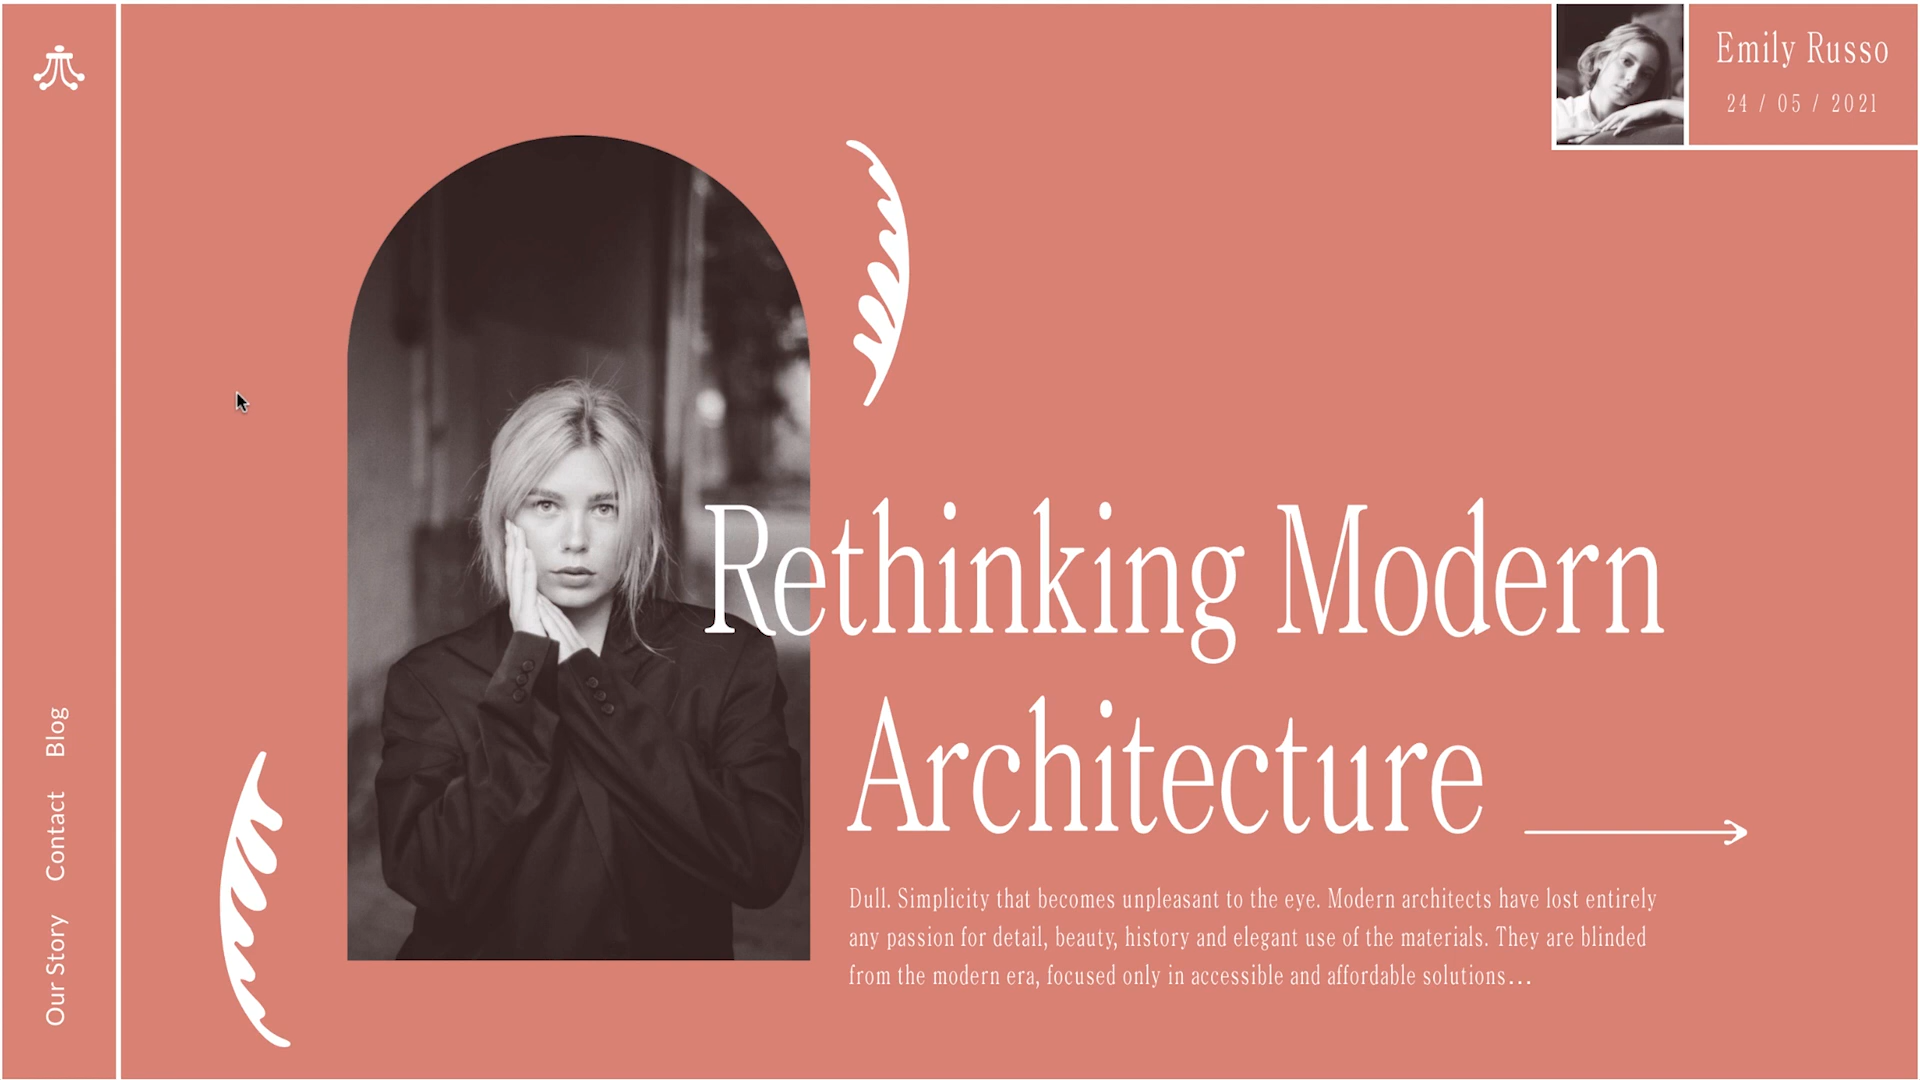 Emily Russo
24 / 05 / 2021
Rethinking Modern
Architecture
Dull. Simplicity that becomes unpleasant to the eye. Modern architects have lost entirely
any passion for detail, beauty, history and elegant use of the materials. They are blinded
from the modern era, focused only in accessible and affordable solutions...
Our Story
Contact
Blog